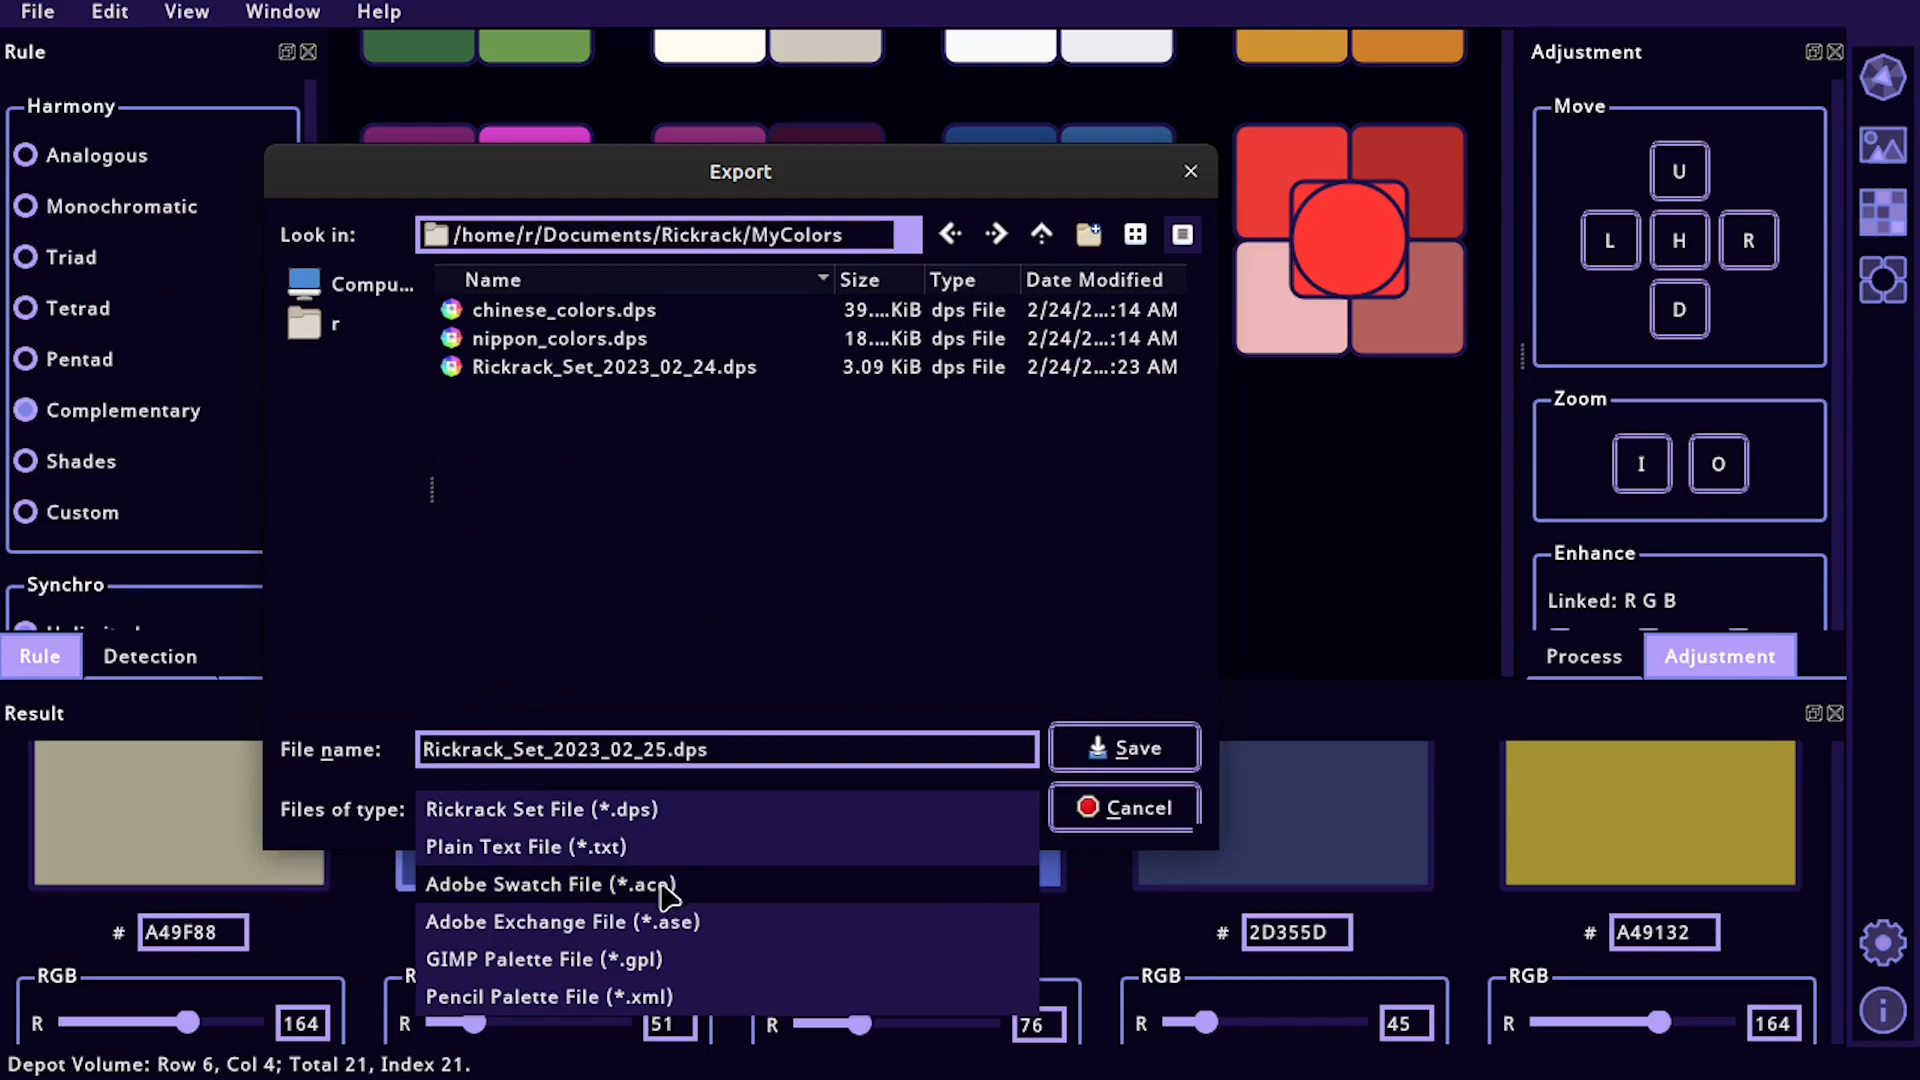 File Edit View Window Help
Rule
Harmony
Analogous
Monochromatic
Triad
Tetrad
Pentad
Complementary
Shades
Custom
Synchro
Rule Detection
Export
Look in: /home/r/Documents/Rickrack/MyColors
Compu...
r
Name Size Type Date Modified
chinese_colors.dps 39....KiB dps File 2/24/2...:14 AM
nippon_colors.dps 18....KiB dps File 2/24/2...:14 AM
Rickrack_Set_2023_02_24.dps 3.09 KiB dps File 2/24/2...:23 AM
File name: Rickrack_Set_2023_02_25.dps Save
Files of type: Cancel
Rickrack Set File (*.dps)
Plain Text File (*.txt)
Adobe Swatch File (*.aco)
Adobe Exchange File (*.ase)
GIMP Palette File (*.gpl)
Pencil Palette File (*.xml)
Adjustment
Move
U
L H R
D
Zoom
I O
Enhance
Linked: R G B
Process Adjustment
Result
# A49F88
# 2D355D
# A49132
RGB
R 164
R
R 51
R 76
RGB
R 45
RGB
R 164
Depot Volume: Row 6, Col 4; Total 21, Index 21.